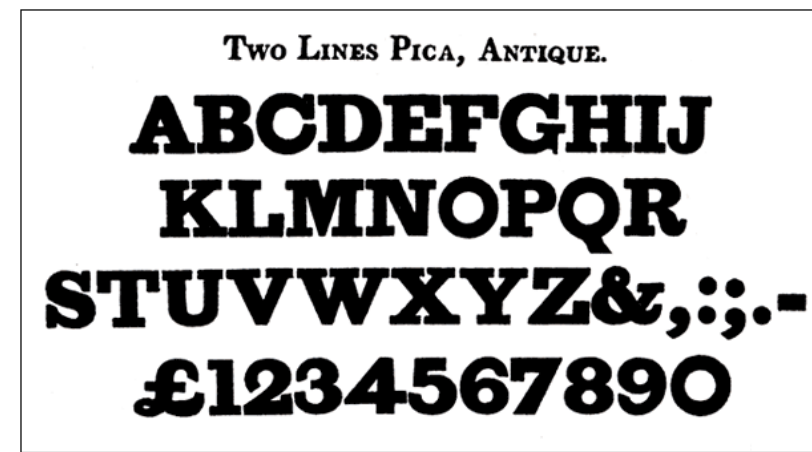 Two Lines Pica, Antique.
ABCDEFGHIJ
KLMNOPQR
STUVWXYZ&,:;.-
£1234567890